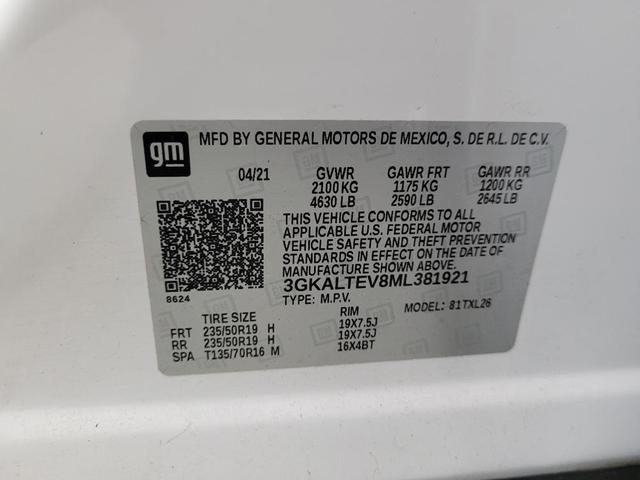 gm MFD BY GENERAL MOTORS DE MEXICO, S. DE R.L. DE C.V.
04/21 GVWR GAWR FRT GAWR RR
2100 KG 1175 KG 1200 KG
4630 LB 2590 LB 2645 LB
THIS VEHICLE CONFORMS TO ALL
APPLICABLE U.S. FEDERAL MOTOR
VEHICLE SAFETY AND THEFT PREVENTION
STANDARDS IN EFFECT ON THE DATE OF
MANUFACTURE SHOWN ABOVE.
3GKALTEV8ML381921
8624
TYPE: M.P.V. MODEL: 81TXL26
TIRE SIZE RIM
FRT 235/50R19 H 19X7.5J
RR 235/50R19 H 19X7.5J
SPA T135/70R16 M 16X4BT